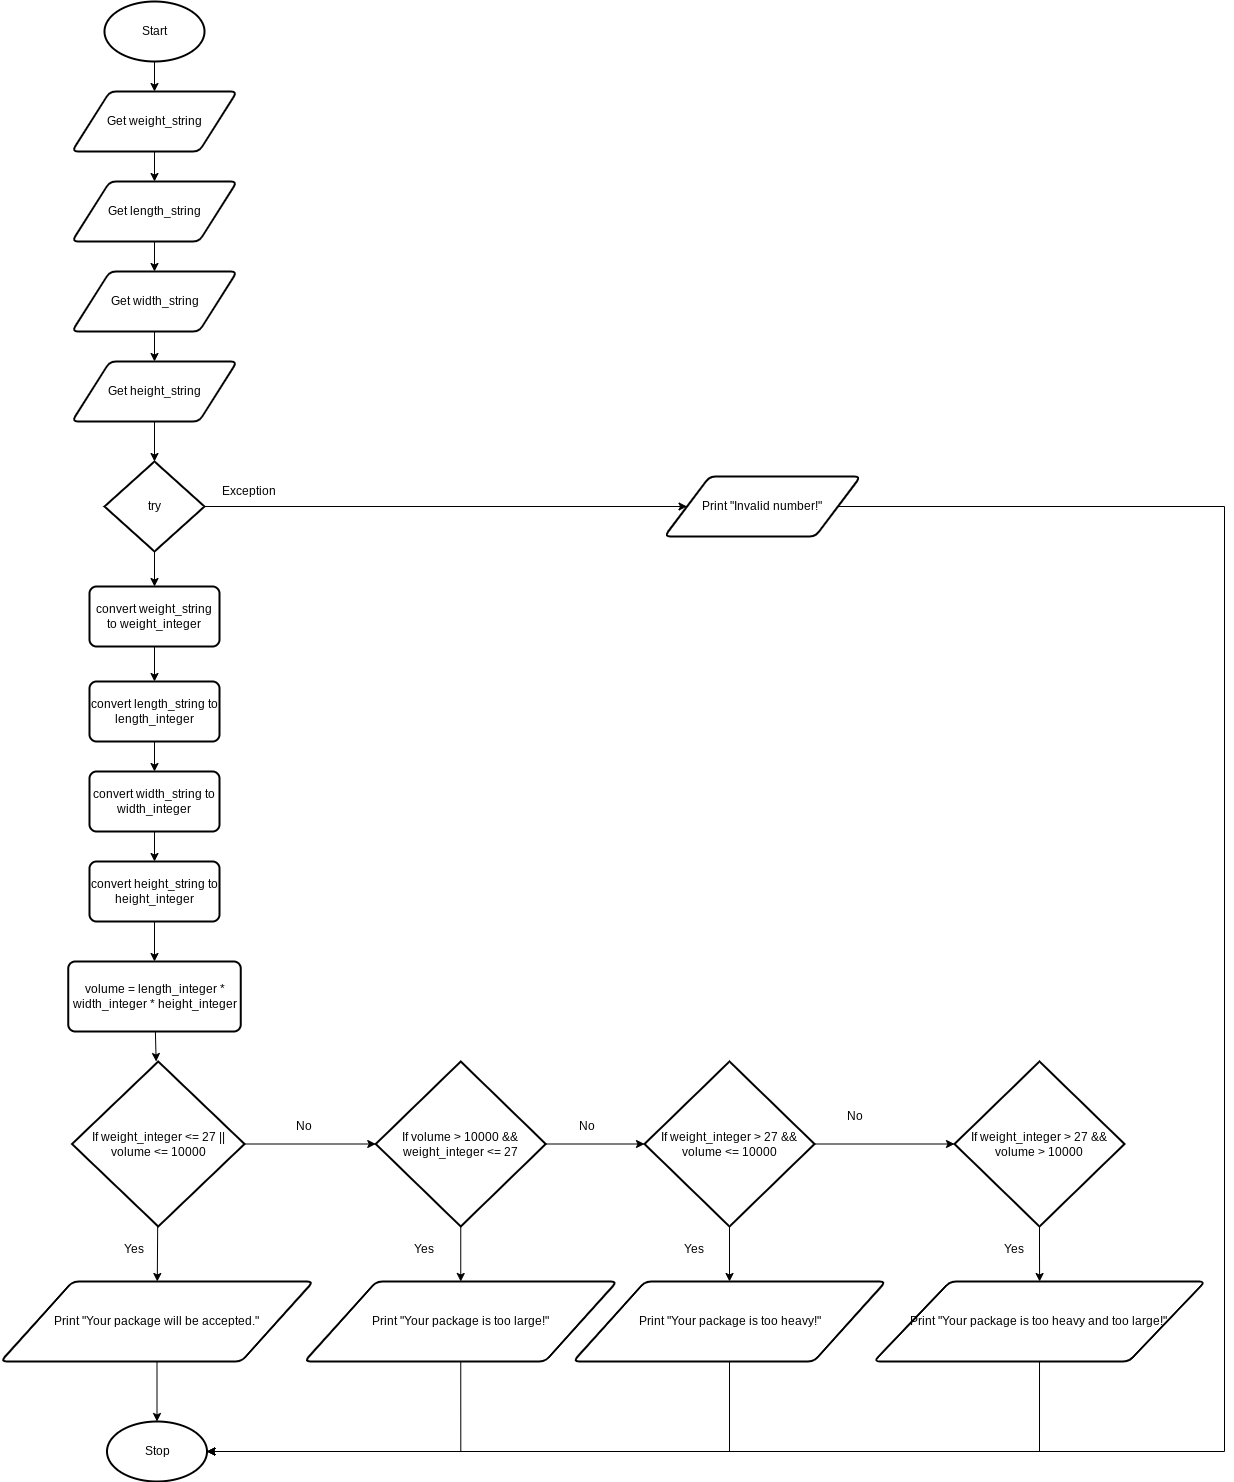 Start
Get weight_string
Get length_string
Get width_string
Get height_string
try
Exception
Print "Invalid number!"
convert weight_string
to weight_integer
convert length_string to
length_integer
convert width_string to
width_integer
convert height_string to
height_integer
volume = length_integer *
width_integer * height_integer
If weight_integer <= 27 ||
volume <= 10000
No
If volume > 10000 &&
weight_integer <= 27
No
If weight_integer > 27 &&
volume <= 10000
No
If weight_integer > 27 &&
volume > 10000
Yes
Yes
Yes
Yes
Print "Your package will be accepted."
Print "Your package is too large!"
Print "Your package is too heavy!"
Print "Your package is too heavy and too large!"
Stop